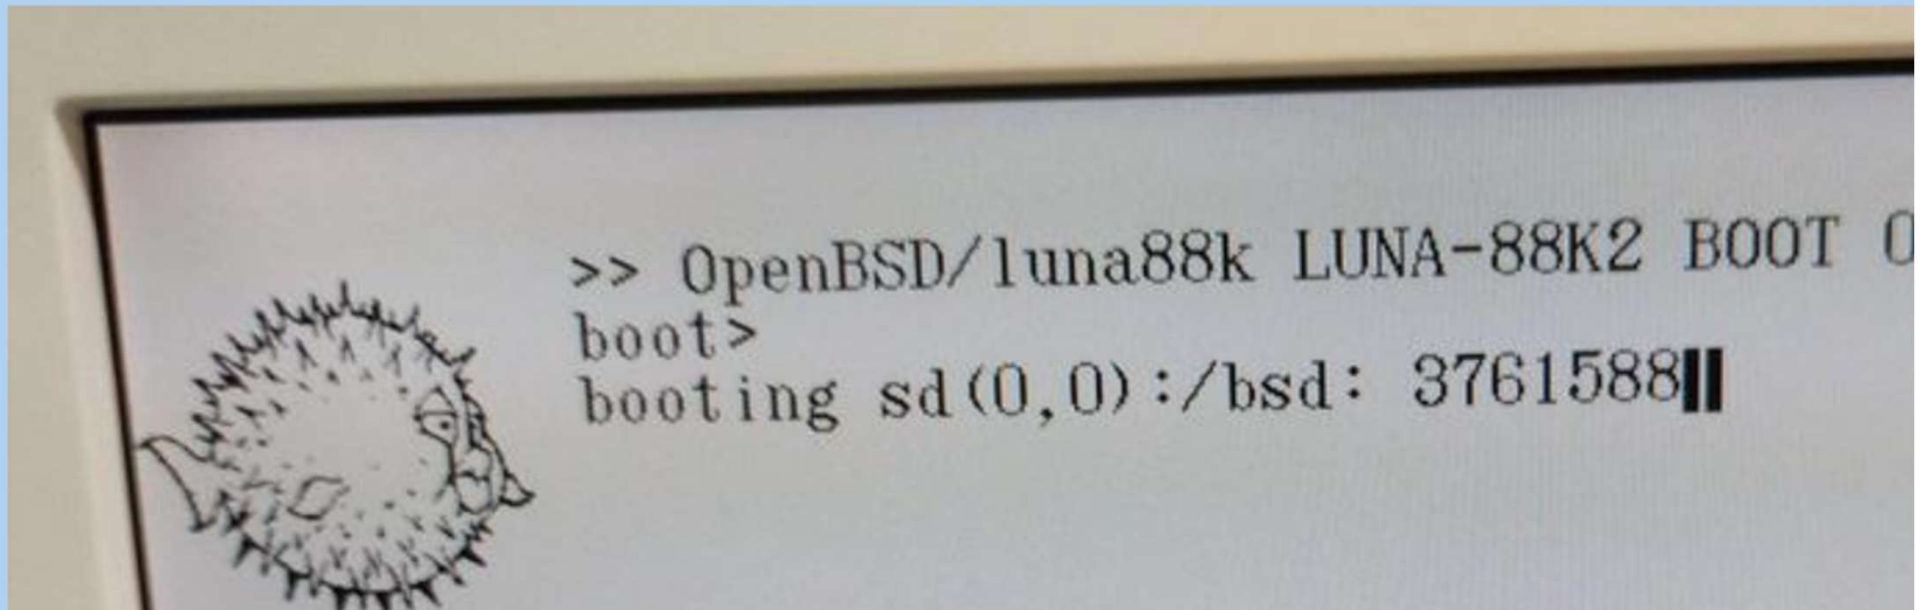 >> OpenBSD/luna88k LUNA-88K2 BOOT
boot>
booting sd(0,0):/bsd: 3761588